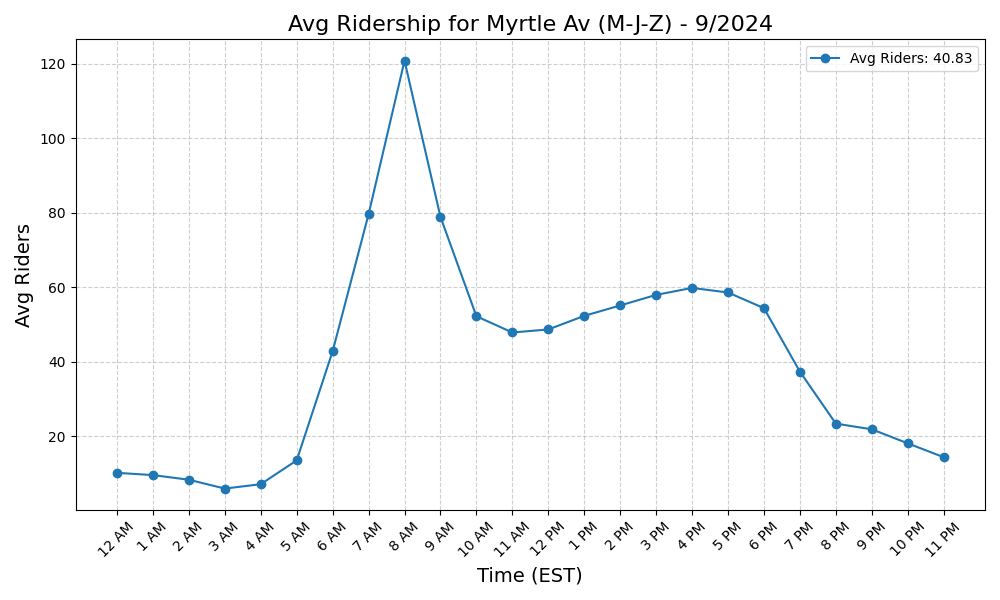 Avg Ridership for Myrtle Av (M-J-Z) - 9/2024
Avg Riders: 40.83
Avg Riders
120
100
80
60
40
20
12 AM
1 AM
2 AM
3 AM
4 AM
5 AM
6 AM
7 AM
8 AM
9 AM
10 AM
11 AM
12 PM
1 PM
2 PM
3 PM
4 PM
5 PM
6 PM
7 PM
8 PM
9 PM
10 PM
11 PM
Time (EST)